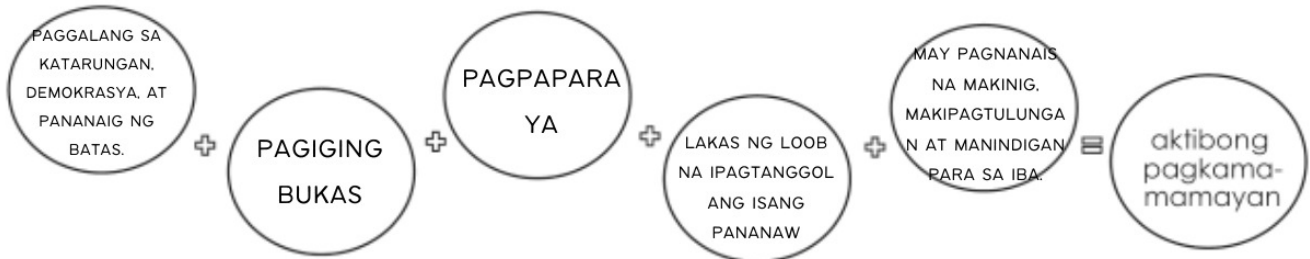 PAGGALANG SA
KATARUNGAN,
DEMOKRASYA, AT
PANANAIG NG
BATAS.
+
PAGIGING
BUKAS
+
PAGPAPARA
YA
+
LAKAS NG LOOB
NA IPAGTANGGOL
ANG ISANG
PANANAW
+
MAY PAGNANAIS
NA MAKINIG,
MAKIPAGTULUNGA
N AT MANINDIGAN
PARA SA IBA.
=
aktibong
pagkama-
mamayan